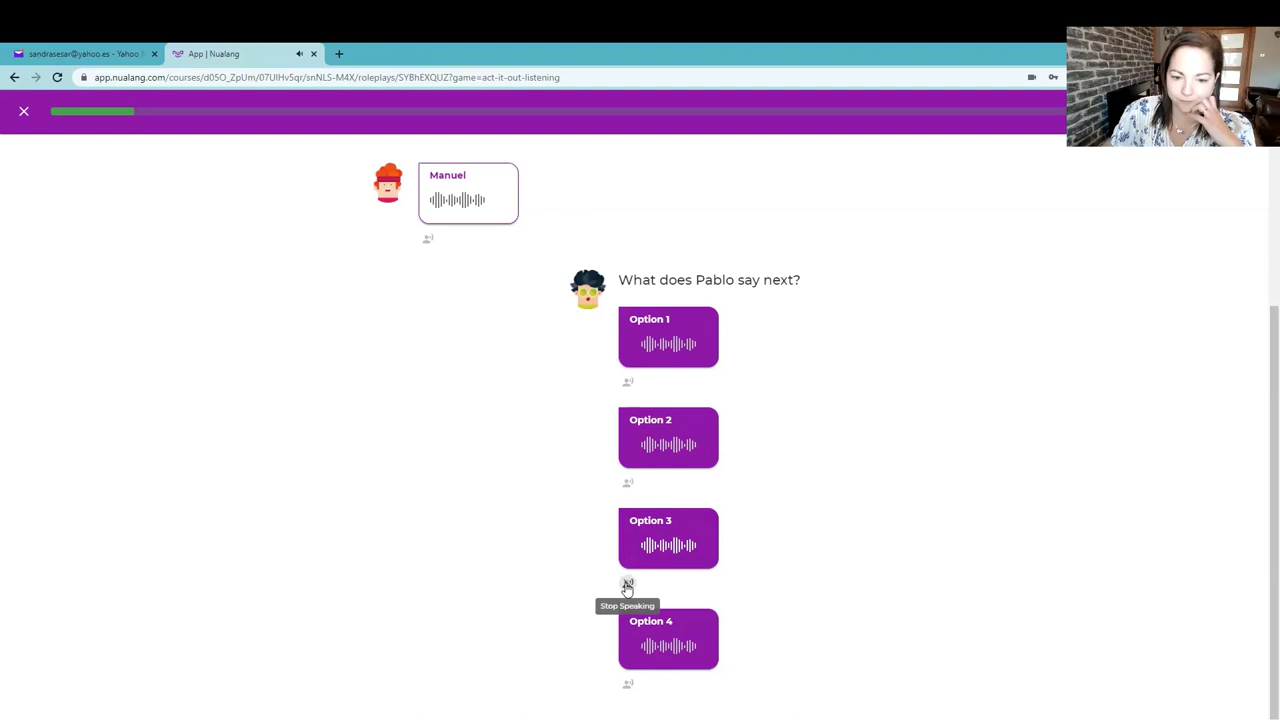 sandrasesar@yahoo.es - Yahoo
App | Nualang
app.nualang.com/courses/d05O_ZpUm/07UlHv5qr/snNLS-M4X/roleplays/SYBhEXQUZ?game=act-it-out-listening
Manuel
What does Pablo say next?
Option 1
Option 2
Option 3
Stop Speaking
Option 4